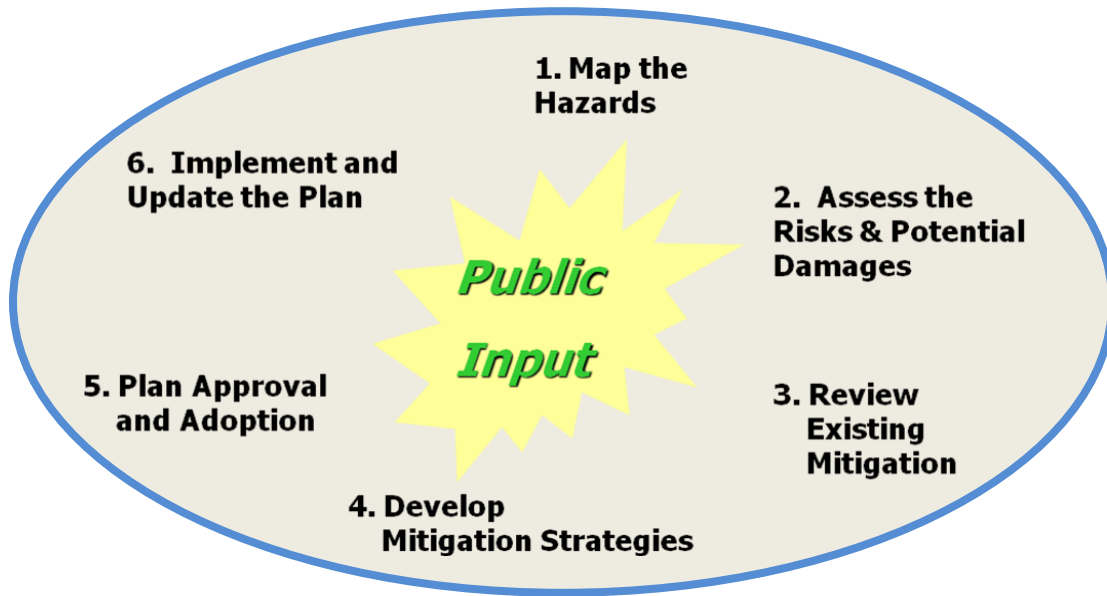 1. Map the
Hazards
2. Assess the
Risks & Potential
Damages
3. Review
Existing
Mitigation
4. Develop
Mitigation Strategies
5. Plan Approval
and Adoption
6. Implement and
Update the Plan
Public
Input